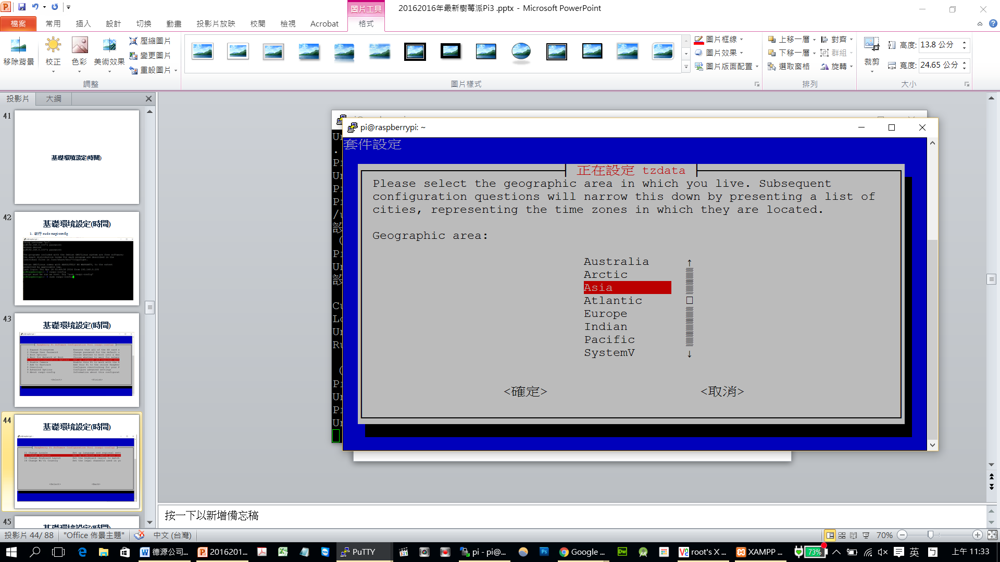 20162016年最新樹莓派Pi3 .pptx - Microsoft PowerPoint
圖片工具
檔案 常用 插入 設計 切換 動畫 投影片放映 校閱 檢視 Acrobat 格式
移除背景 校正 色彩 美術效果
壓縮圖片
變更圖片
重設圖片
調整
圖片樣式
圖片框線
圖片效果
圖片版面配置
上移一層 對齊
下移一層 群組
選取窗格 旋轉
排列
裁剪
高度: 13.8 公分
寬度: 24.65 公分
大小
投影片 大綱
41
基礎環境設定(時間)
42
基礎環境設定(時間)
1. 執行 sudo raspi-config
43
基礎環境設定(時間)
44
基礎環境設定(時間)
45
pi@raspberrypi: ~
套件設定
正在設定 tzdata
Please select the geographic area in which you live. Subsequent
configuration questions will narrow this down by presenting a list of
cities, representing the time zones in which they are located.
Geographic area:
Australia
Arctic
Asia
Atlantic
Europe
Indian
Pacific
SystemV
<確定> <取消>
按一下以新增備忘稿
投影片 44/ 88 "Office 佈景主題" 中文 (台灣) 70%
德源公司... 2016201... PuTTY pi - pi@... Google ... root's X ... XAMPP ... 73% 英 上午 11:33